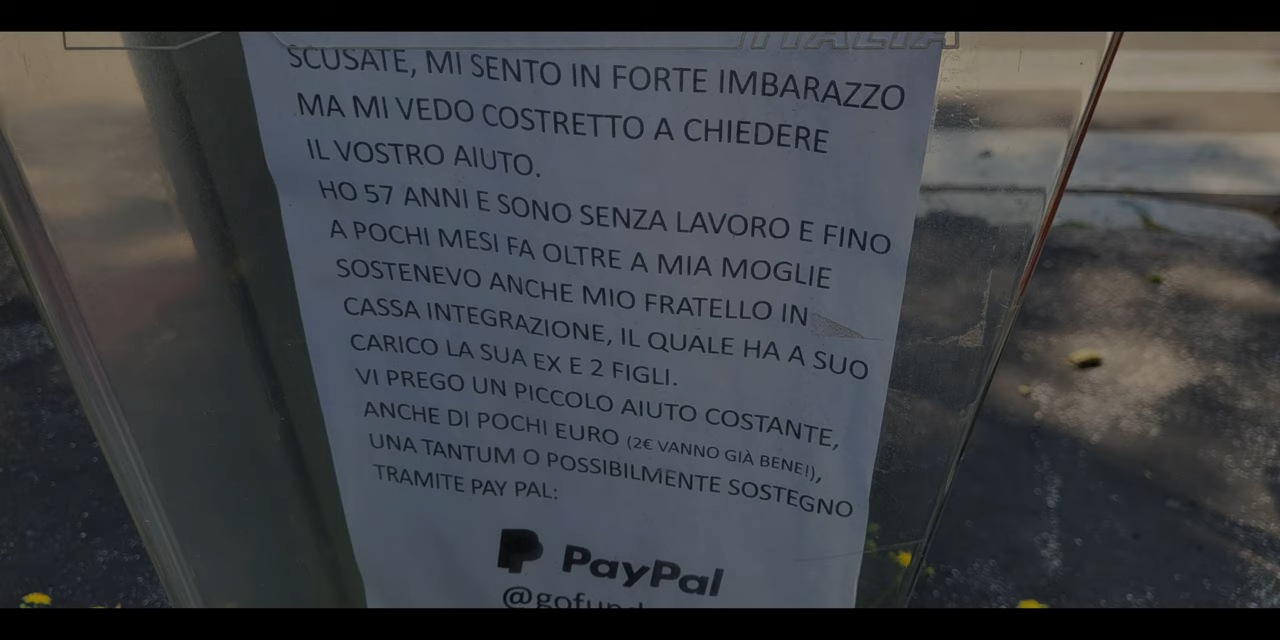 ITALIA
SCUSATE, MI SENTO IN FORTE IMBARAZZO
MA MI VEDO COSTRETTO A CHIEDERE
IL VOSTRO AIUTO.
HO 57 ANNI E SONO SENZA LAVORO E FINO
A POCHI MESI FA OLTRE A MIA MOGLIE
SOSTENEVO ANCHE MIO FRATELLO IN
CASSA INTEGRAZIONE, IL QUALE HA A SUO
CARICO LA SUA EX E 2 FIGLI.
VI PREGO UN PICCOLO AIUTO COSTANTE,
ANCHE DI POCHI EURO (2€ VANNO GIÀ BENE!),
UNA TANTUM O POSSIBILMENTE SOSTEGNO
TRAMITE PAY PAL:
PayPal